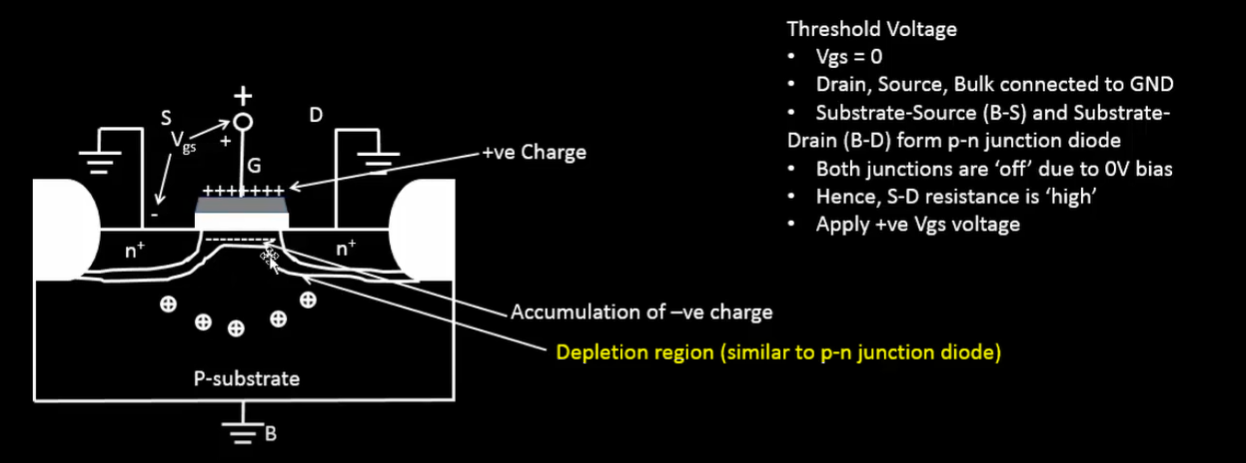 Threshold Voltage
• Vgs = 0
• Drain, Source, Bulk connected to GND
• Substrate-Source (B-S) and Substrate-
Drain (B-D) form p-n junction diode
• Both junctions are ‘off’ due to 0V bias
• Hence, S-D resistance is ‘high’
• Apply +ve Vgs voltage
+
S
D
Vgs
+
G
+ve Charge
+++++++
-
n+
n+
Accumulation of –ve charge
Depletion region (similar to p-n junction diode)
P-substrate
B